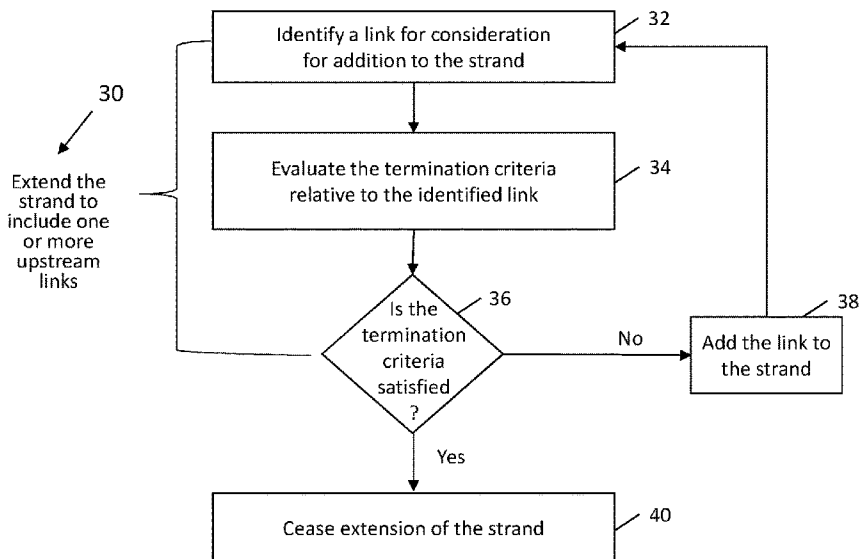 Identify a link for consideration
for addition to the strand
32
30
Extend the
strand to
include one
or more
upstream
links
Evaluate the termination criteria
relative to the identified link
34
Is the
termination
criteria
satisfied
?
36
No
Add the link to
the strand
38
Yes
Cease extension of the strand
40